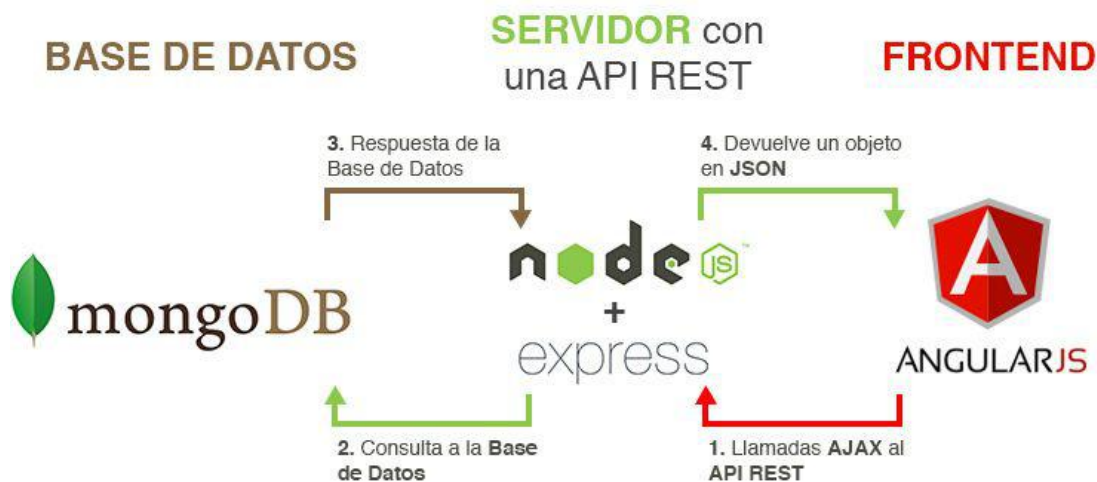 BASE DE DATOS
SERVIDOR con
una API REST
FRONTEND
3. Respuesta de la
Base de Datos
4. Devuelve un objeto
en JSON
mongoDB
node JS™
+
express
A
ANGULARJS
2. Consulta a la Base
de Datos
1. Llamadas AJAX al
API REST